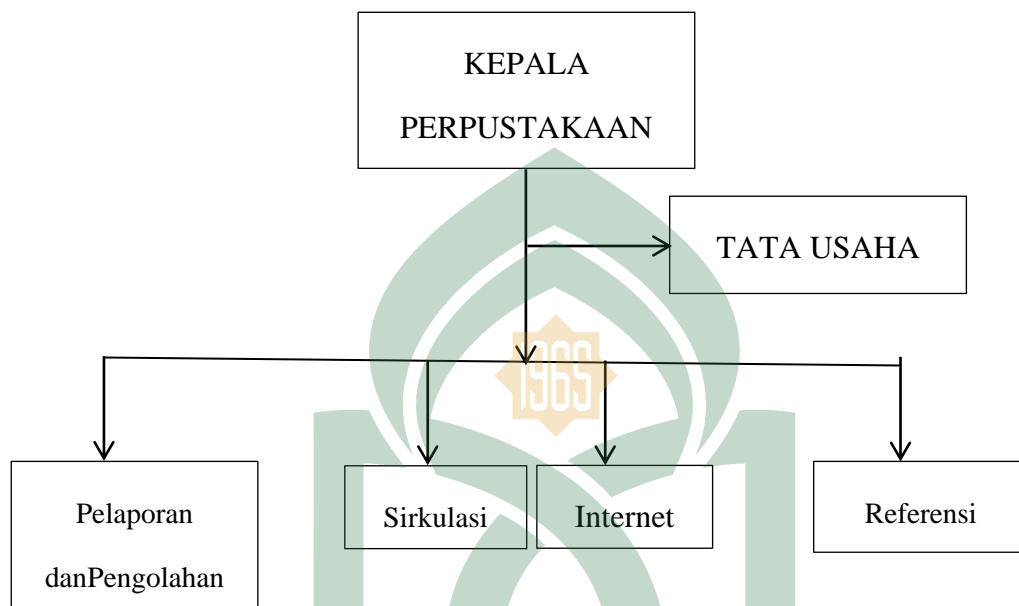 KEPALA
PERPUSTAKAAN
TATA USAHA
1965
Pelaporan
danPengolahan
Sirkulasi
Internet
Referensi